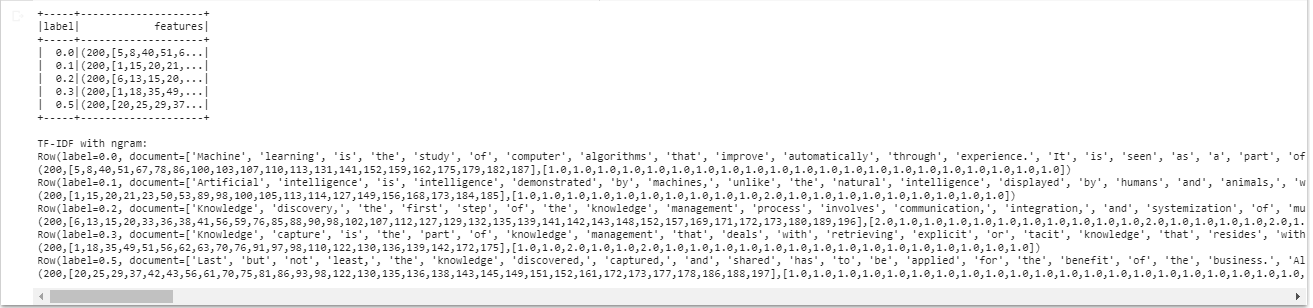 +-----+--------------------+
|label|            features|
+-----+--------------------+
|  0.0|(200,[5,8,40,51,6...|
|  0.1|(200,[1,15,20,21,...|
|  0.2|(200,[6,13,15,20,...|
|  0.3|(200,[1,18,35,49,...|
|  0.5|(200,[20,25,29,37...|
+-----+--------------------+
TF-IDF with ngram:
Row(label=0.0, document=['Machine', 'learning', 'is', 'the', 'study', 'of', 'computer', 'algorithms', 'that', 'improve', 'automatically', 'through', 'experience.', 'It', 'is', 'seen', 'as', 'a', 'part', 'of
(200,[5,8,40,51,67,78,86,100,103,107,110,113,131,141,152,159,162,175,179,182,187],[1.0,1.0,1.0,1.0,1.0,1.0,1.0,1.0,1.0,1.0,1.0,1.0,1.0,1.0,1.0,1.0,1.0,1.0,1.0,1.0,1.0])
Row(label=0.1, document=['Artificial', 'intelligence', 'is', 'intelligence', 'demonstrated', 'by', 'machines,', 'unlike', 'the', 'natural', 'intelligence', 'displayed', 'by', 'humans', 'and', 'animals,', 'w
(200,[1,15,20,21,23,50,53,89,98,100,105,113,114,127,149,156,168,173,184,185],[1.0,1.0,1.0,1.0,1.0,1.0,1.0,1.0,1.0,2.0,1.0,1.0,1.0,1.0,1.0,1.0,1.0,1.0,1.0,1.0])
Row(label=0.2, document=['Knowledge', 'discovery,', 'the', 'first', 'step', 'of', 'the', 'knowledge', 'management', 'process', 'involves', 'communication,', 'integration,', 'and', 'systemization', 'of', 'mu
(200,[6,13,15,20,33,36,38,41,56,59,76,85,88,90,98,102,107,112,127,129,132,135,139,141,142,143,148,152,157,169,171,172,173,180,189,196],[2.0,1.0,1.0,1.0,1.0,1.0,1.0,1.0,1.0,1.0,1.0,2.0,1.0,1.0,1.0,1.0,2.0,1.
Row(label=0.3, document=['Knowledge', 'capture', 'is', 'the', 'part', 'of', 'knowledge', 'management', 'that', 'deals', 'with', 'retrieving', 'explicit', 'or', 'tacit', 'knowledge', 'that', 'resides', 'with
(200,[1,18,35,49,51,56,62,63,70,76,91,97,98,110,122,130,136,139,142,172,175],[1.0,1.0,2.0,1.0,1.0,2.0,1.0,1.0,1.0,1.0,1.0,1.0,1.0,1.0,1.0,1.0,1.0,1.0,1.0,1.0,1.0])
Row(label=0.5, document=['Last', 'but', 'not', 'least,', 'the', 'knowledge', 'discovered,', 'captured,', 'and', 'shared', 'has', 'to', 'be', 'applied', 'for', 'the', 'benefit', 'of', 'the', 'business.', 'Al
(200,[20,25,29,37,42,43,56,61,70,75,81,86,93,98,122,130,135,136,138,143,145,149,151,152,161,172,173,177,178,186,188,197],[1.0,1.0,1.0,1.0,1.0,1.0,1.0,1.0,1.0,1.0,1.0,1.0,1.0,1.0,1.0,1.0,1.0,1.0,1.0,1.0,